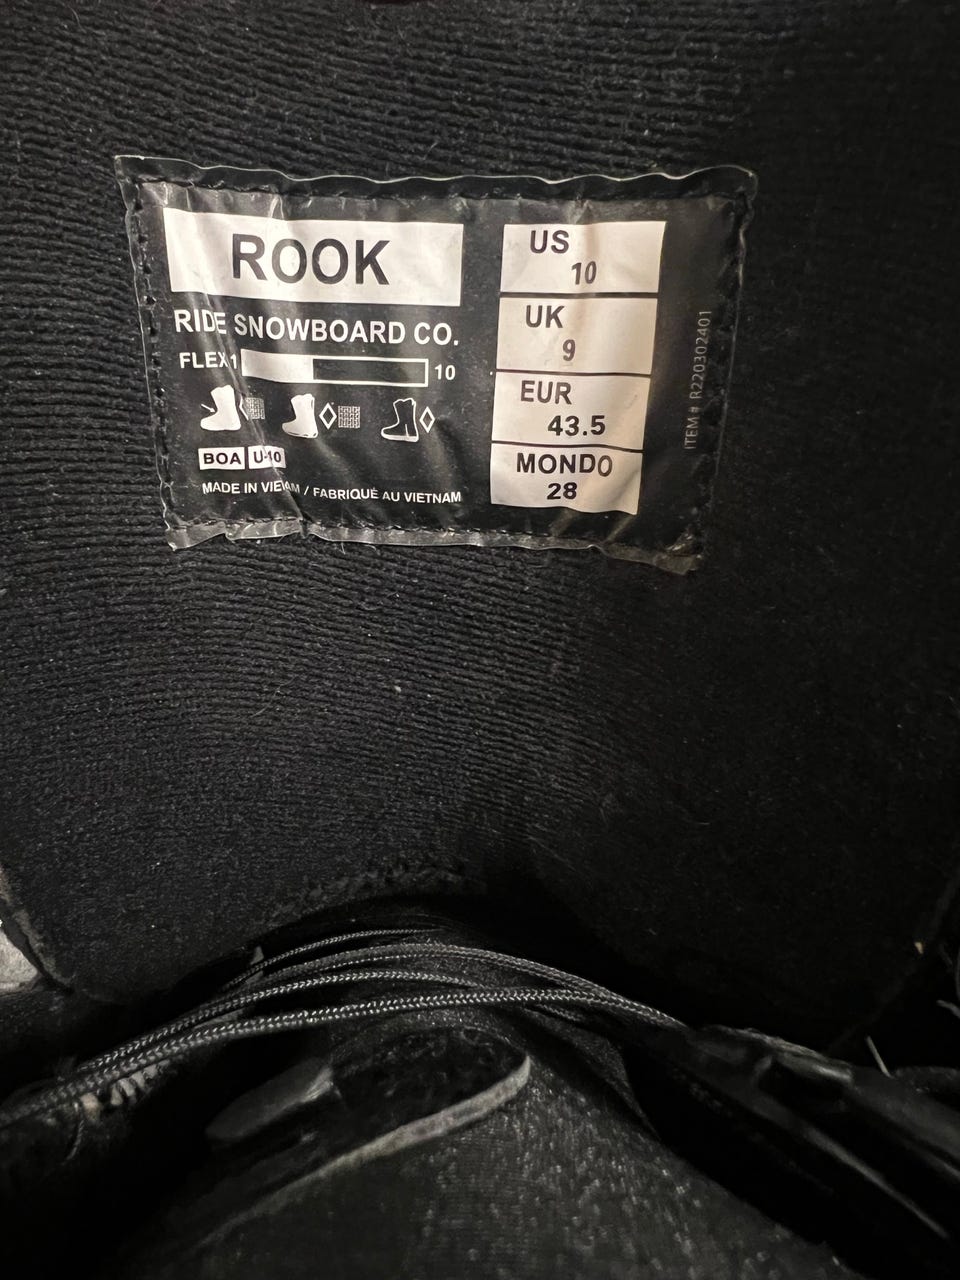 ROOK
RIDE SNOWBOARD CO.
FLEX 1 10
BOA U-10
MADE IN VIETNAM / FABRIQUÉ AU VIETNAM
US
10
UK
9
EUR
43.5
MONDO
28
ITEM# R220302401